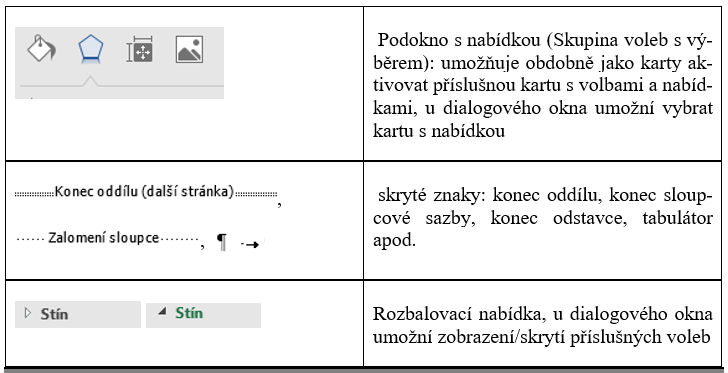 Podokno s nabídkou (Skupina voleb s vý-
běrem): umožňuje obdobně jako karty ak-
tivovat příslušnou kartu s volbami a nabíd-
kami, u dialogového okna umožní vybrat
kartu s nabídkou
Konec oddílu (další stránka),
Zalomení sloupce, ¶ →
skryté znaky: konec oddílu, konec sloup-
cové sazby, konec odstavce, tabulátor
apod.
Stín Stín
Rozbalovací nabídka, u dialogového okna
umožní zobrazení/skrytí příslušných voleb